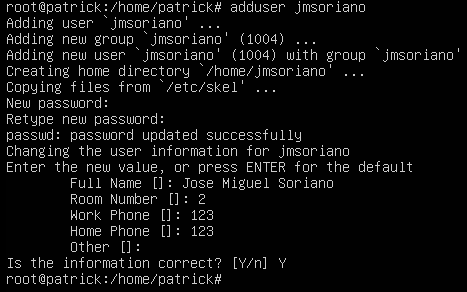 root@patrick:/home/patrick# adduser jmsoriano
Adding user `jmsoriano' ...
Adding new group `jmsoriano' (1004) ...
Adding new user `jmsoriano' (1004) with group `jmsoriano'
Creating home directory `/home/jmsoriano' ...
Copying files from `/etc/skel' ...
New password:
Retype new password:
passwd: password updated successfully
Changing the user information for jmsoriano
Enter the new value, or press ENTER for the default
        Full Name []: Jose Miguel Soriano
        Room Number []: 2
        Work Phone []: 123
        Home Phone []: 123
        Other []:
Is the information correct? [Y/n] Y
root@patrick:/home/patrick#